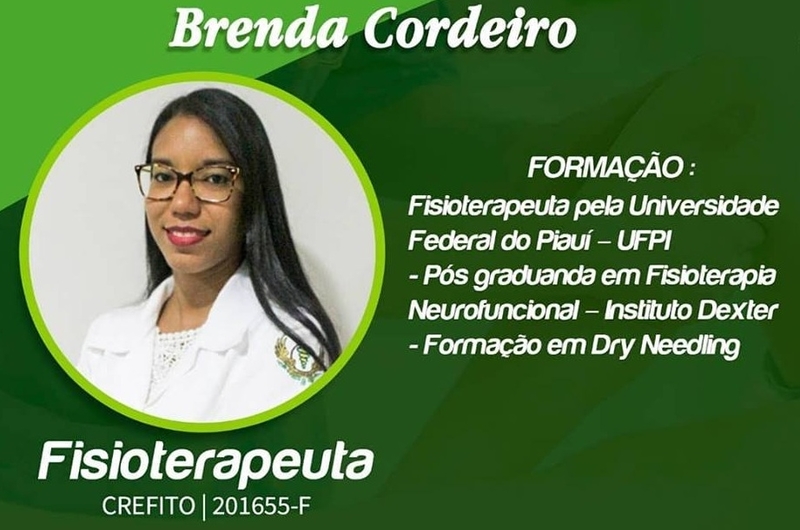 Brenda Cordeiro
FORMAÇÃO :
Fisioterapeuta pela Universidade
Federal do Piauí – UFPI
- Pós graduanda em Fisioterapia
Neurofuncional – Instituto Dexter
- Formação em Dry Needling
Fisioterapeuta
CREFITO | 201655-F